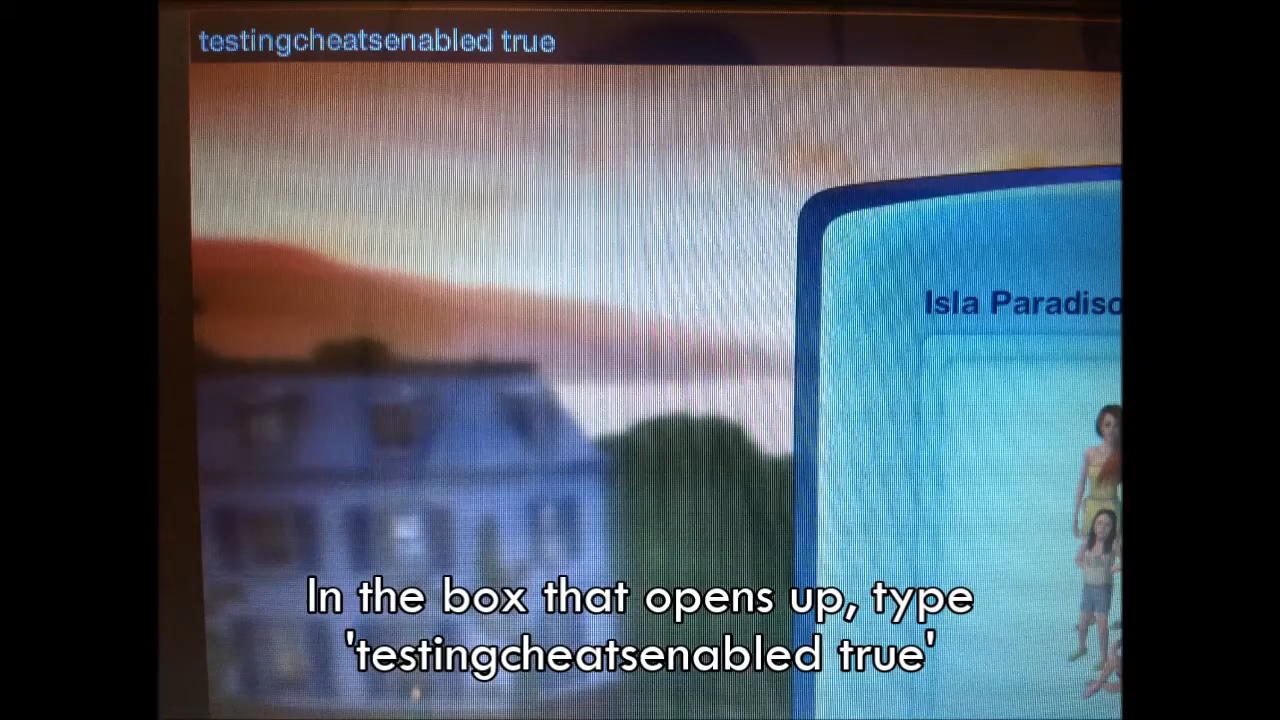 testingcheatsenabled true
Isla Paradiso
In the box that opens up, type
'testingcheatsenabled true'